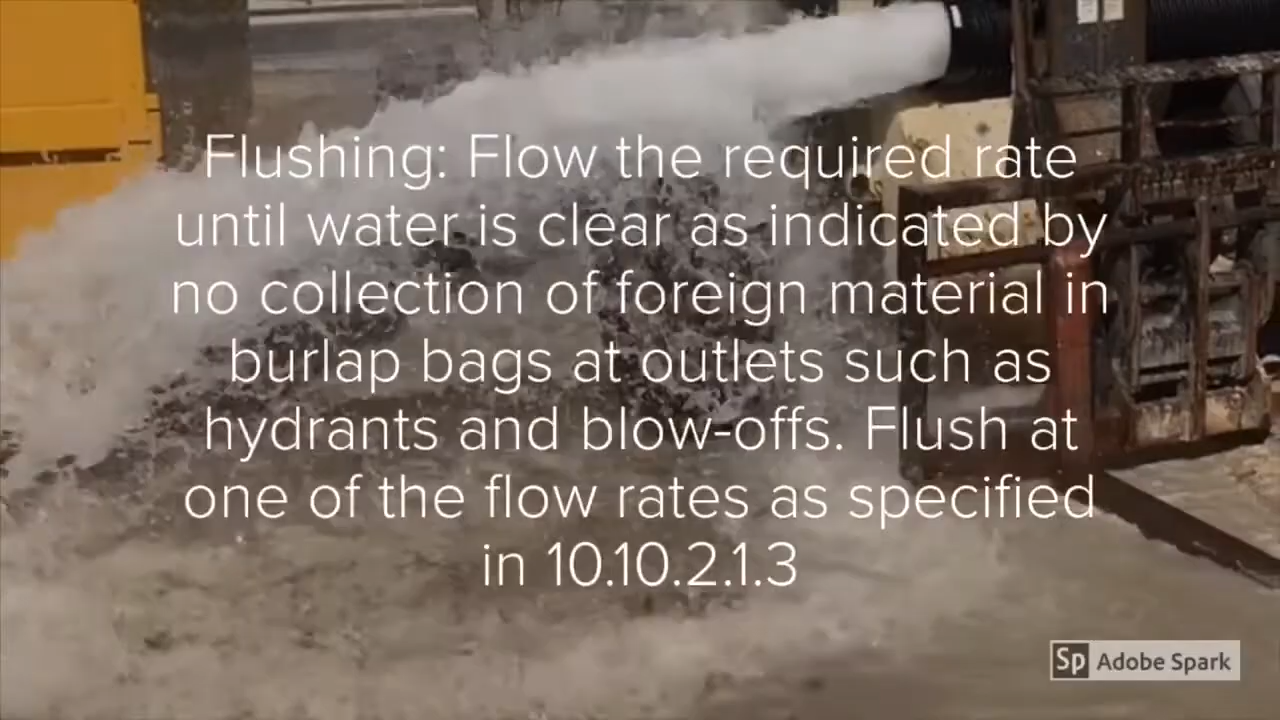 Flushing: Flow the required rate
until water is clear as indicated by
no collection of foreign material in
burlap bags at outlets such as
hydrants and blow-offs. Flush at
one of the flow rates as specified
in 10.10.2.1.3
Sp Adobe Spark